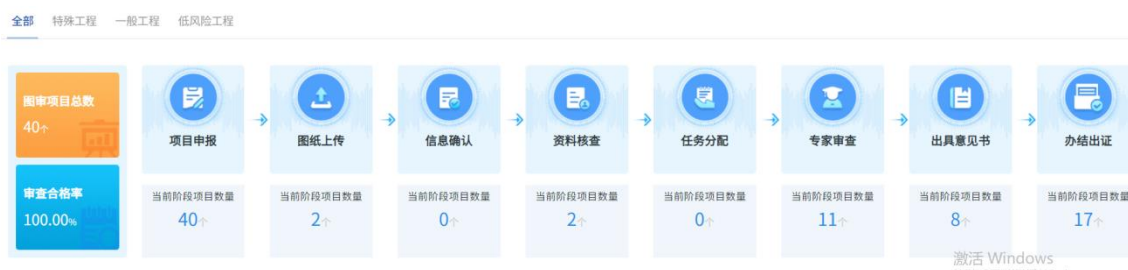 全部 特殊工程 一般工程 低风险工程
图审项目总数
40个
审查合格率
100.00%
项目申报 图纸上传 信息确认 资料核查 任务分配 专家审查 出具意见书 办结出证
当前阶段项目数量 当前阶段项目数量 当前阶段项目数量 当前阶段项目数量 当前阶段项目数量 当前阶段项目数量 当前阶段项目数量 当前阶段项目数量
40个 2个 0个 2个 0个 11个 8个 17个
激活 Windows